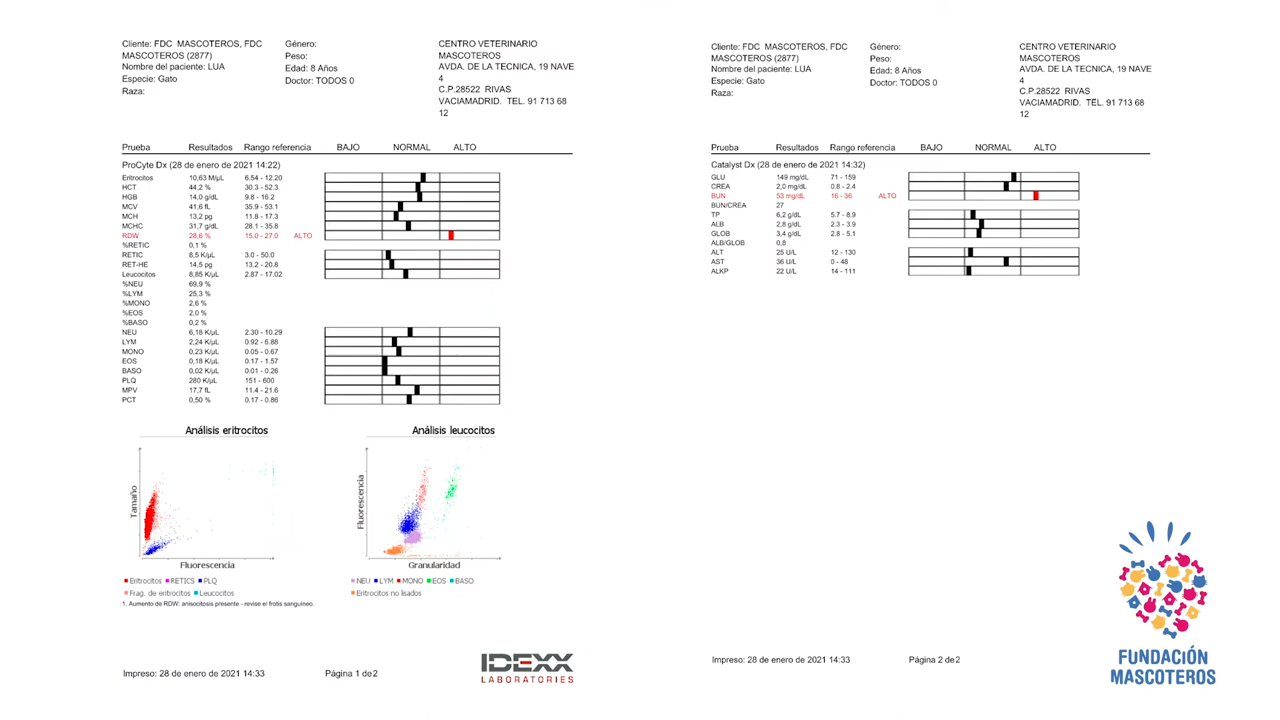 Cliente: FDC MASCOTEROS, FDC
MASCOTEROS (2877)
Nombre del paciente: LUA
Especie: Gato
Raza:
Género:
Peso:
Edad: 8 Años
Doctor: TODOS 0
CENTRO VETERINARIO
MASCOTEROS
AVDA. DE LA TECNICA, 19 NAVE
4
C.P.28522 RIVAS
VACIAMADRID. TEL. 91 713 68
12
Prueba Resultados Rango referencia BAJO NORMAL ALTO
ProCyte Dx (28 de enero de 2021 14:22)
Eritrocitos 10,63 M/µL 6.54 - 12.20
HCT 44,2 % 30.3 - 52.3
HGB 14,0 g/dL 9.8 - 16.2
MCV 41,6 fL 35.9 - 53.1
MCH 13,2 pg 11.8 - 17.3
MCHC 31,7 g/dL 28.1 - 35.8
RDW 28,6 % 15.0 - 27.0 ALTO
%RETIC 0,1 %
RETIC 8,5 K/µL 3.0 - 50.0
RET-HE 14,5 pg 13.2 - 20.8
Leucocitos 8,85 K/µL 2.87 - 17.02
%NEU 69,9 %
%LYM 25,3 %
%MONO 2,6 %
%EOS 2,0 %
%BASO 0,2 %
NEU 6,18 K/µL 2.30 - 10.29
LYM 2,24 K/µL 0.92 - 6.88
MONO 0,23 K/µL 0.05 - 0.67
EOS 0,18 K/µL 0.17 - 1.57
BASO 0,02 K/µL 0.01 - 0.26
PLQ 280 K/µL 151 - 600
MPV 17,7 fL 11.4 - 21.6
PCT 0,50 % 0.17 - 0.86
Análisis eritrocitos
Tamaño
Fluorescencia
Eritrocitos RETICS PLQ
Frag. de eritrocitos Leucocitos
Análisis leucocitos
Fluorescencia
Granularidad
NEU LYM MONO EOS BASO
Eritrocitos no lisados
1. Aumento de RDW: anisocitosis presente - revise el frotis sanguíneo.
Impreso: 28 de enero de 2021 14:33 Página 1 de2
IDEXX
LABORATORIES
Cliente: FDC MASCOTEROS, FDC
MASCOTEROS (2877)
Nombre del paciente: LUA
Especie: Gato
Raza:
Género:
Peso:
Edad: 8 Años
Doctor: TODOS 0
CENTRO VETERINARIO
MASCOTEROS
AVDA. DE LA TECNICA, 19 NAVE
4
C.P.28522 RIVAS
VACIAMADRID. TEL. 91 713 68
12
Prueba Resultados Rango referencia BAJO NORMAL ALTO
Catalyst Dx (28 de enero de 2021 14:32)
GLU 149 mg/dL 71 - 159
CREA 2,0 mg/dL 0.8 - 2.4
BUN 53 mg/dL 16 - 36 ALTO
BUN/CREA 27
TP 6,2 g/dL 5.7 - 8.9
ALB 2,8 g/dL 2.3 - 3.9
GLOB 3,4 g/dL 2.8 - 5.1
ALB/GLOB 0,8
ALT 25 U/L 12 - 130
AST 36 U/L 0 - 48
ALKP 22 U/L 14 - 111
Impreso: 28 de enero de 2021 14:33 Página 2 de2
FUNDACIÓN
MASCOTEROS